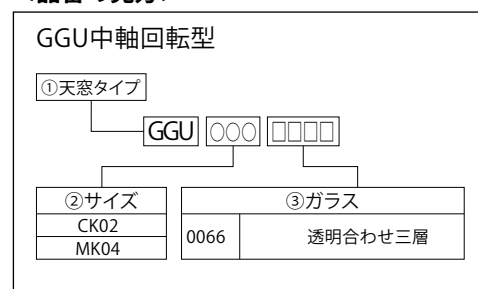 GGU中軸回転型
①天窓タイプ
GGU ○○○ □□□□
②サイズ
CK02
MK04
③ガラス
0066 透明合わせ三層